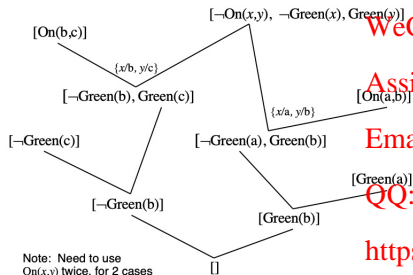 [¬On(x,y), ¬Green(x), Green(y)]
WeC
[On(b,c)]
{x/b, y/c}
Assi
[¬Green(b), Green(c)]
[On(a,b)]
{x/a, y/b}
[¬Green(c)]
[¬Green(a), Green(b)]
Ema
[Green(a)]
QQ:
[¬Green(b)]
[Green(b)]
https
Note: Need to use
On(x,y) twice, for 2 cases
[]